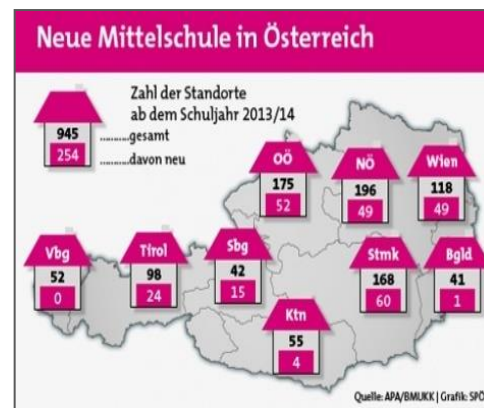 Neue Mittelschule in Österreich
Zahl der Standorte
ab dem Schuljahr 2013/14
945 ...........gesamt
254 ...........davon neu
OÖ
175
52
NÖ
196
49
Wien
118
49
Vbg
52
0
Tirol
98
24
Sbg
42
15
Stmk
168
60
Bgld
41
1
Ktn
55
4
Quelle: APA/BMUKK | Grafik: SPÖ